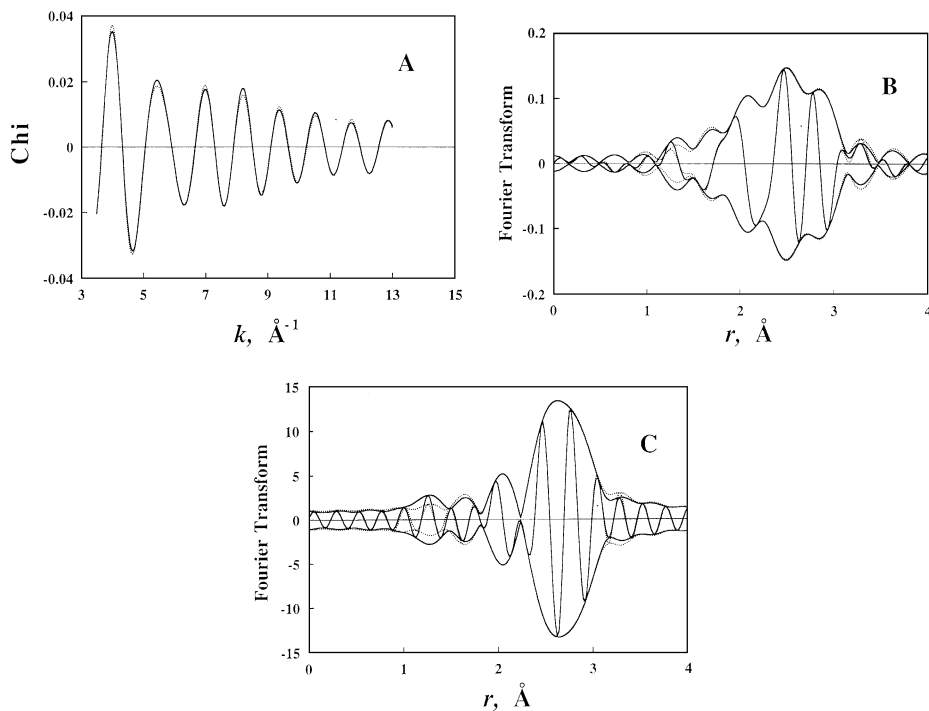 A
Chi
0.04
0.02
0
-0.02
-0.04
3 5 7 9 11 13 15
k, Å-1
B
Fourier Transform
0.2
0.1
0
-0.1
-0.2
0 1 2 3 4
r, Å
C
Fourier Transform
15
10
5
0
-5
-10
-15
0 1 2 3 4
r, Å